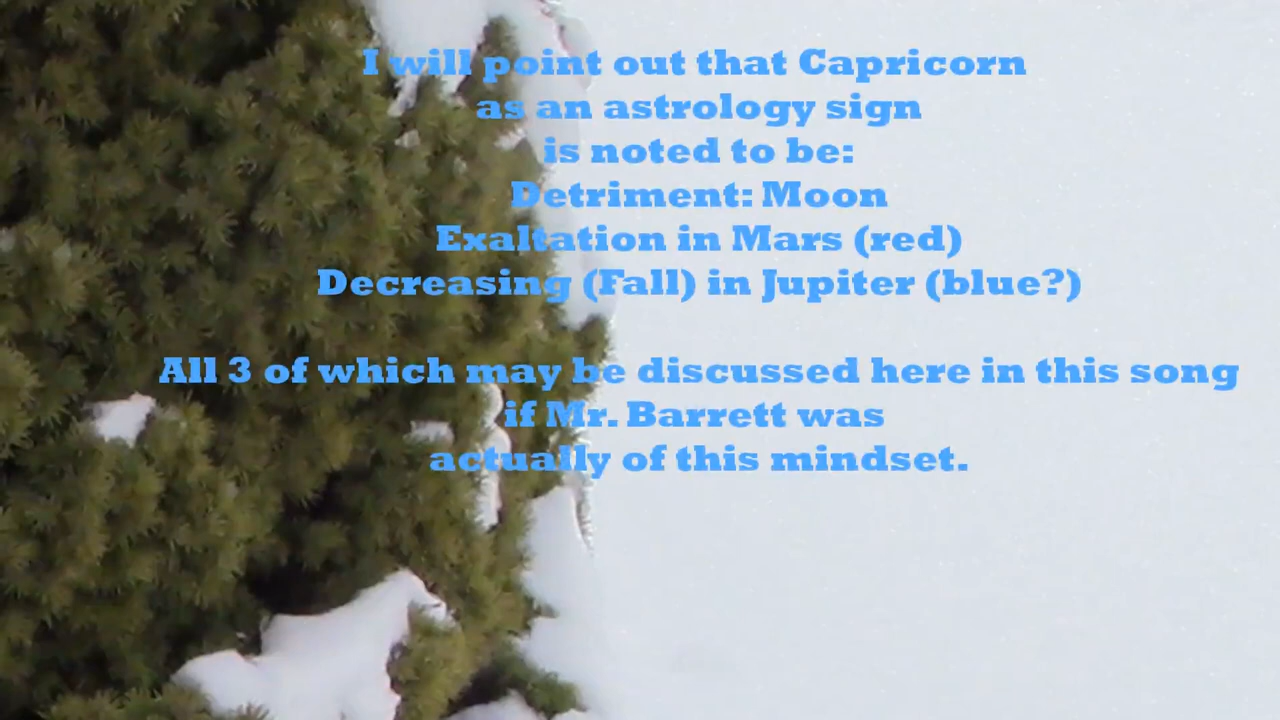 I will point out that Capricorn
as an astrology sign
is noted to be:
Detriment: Moon
Exaltation in Mars (red)
Decreasing (Fall) in Jupiter (blue?)
All 3 of which may be discussed here in this song
if Mr. Barrett was
actually of this mindset.